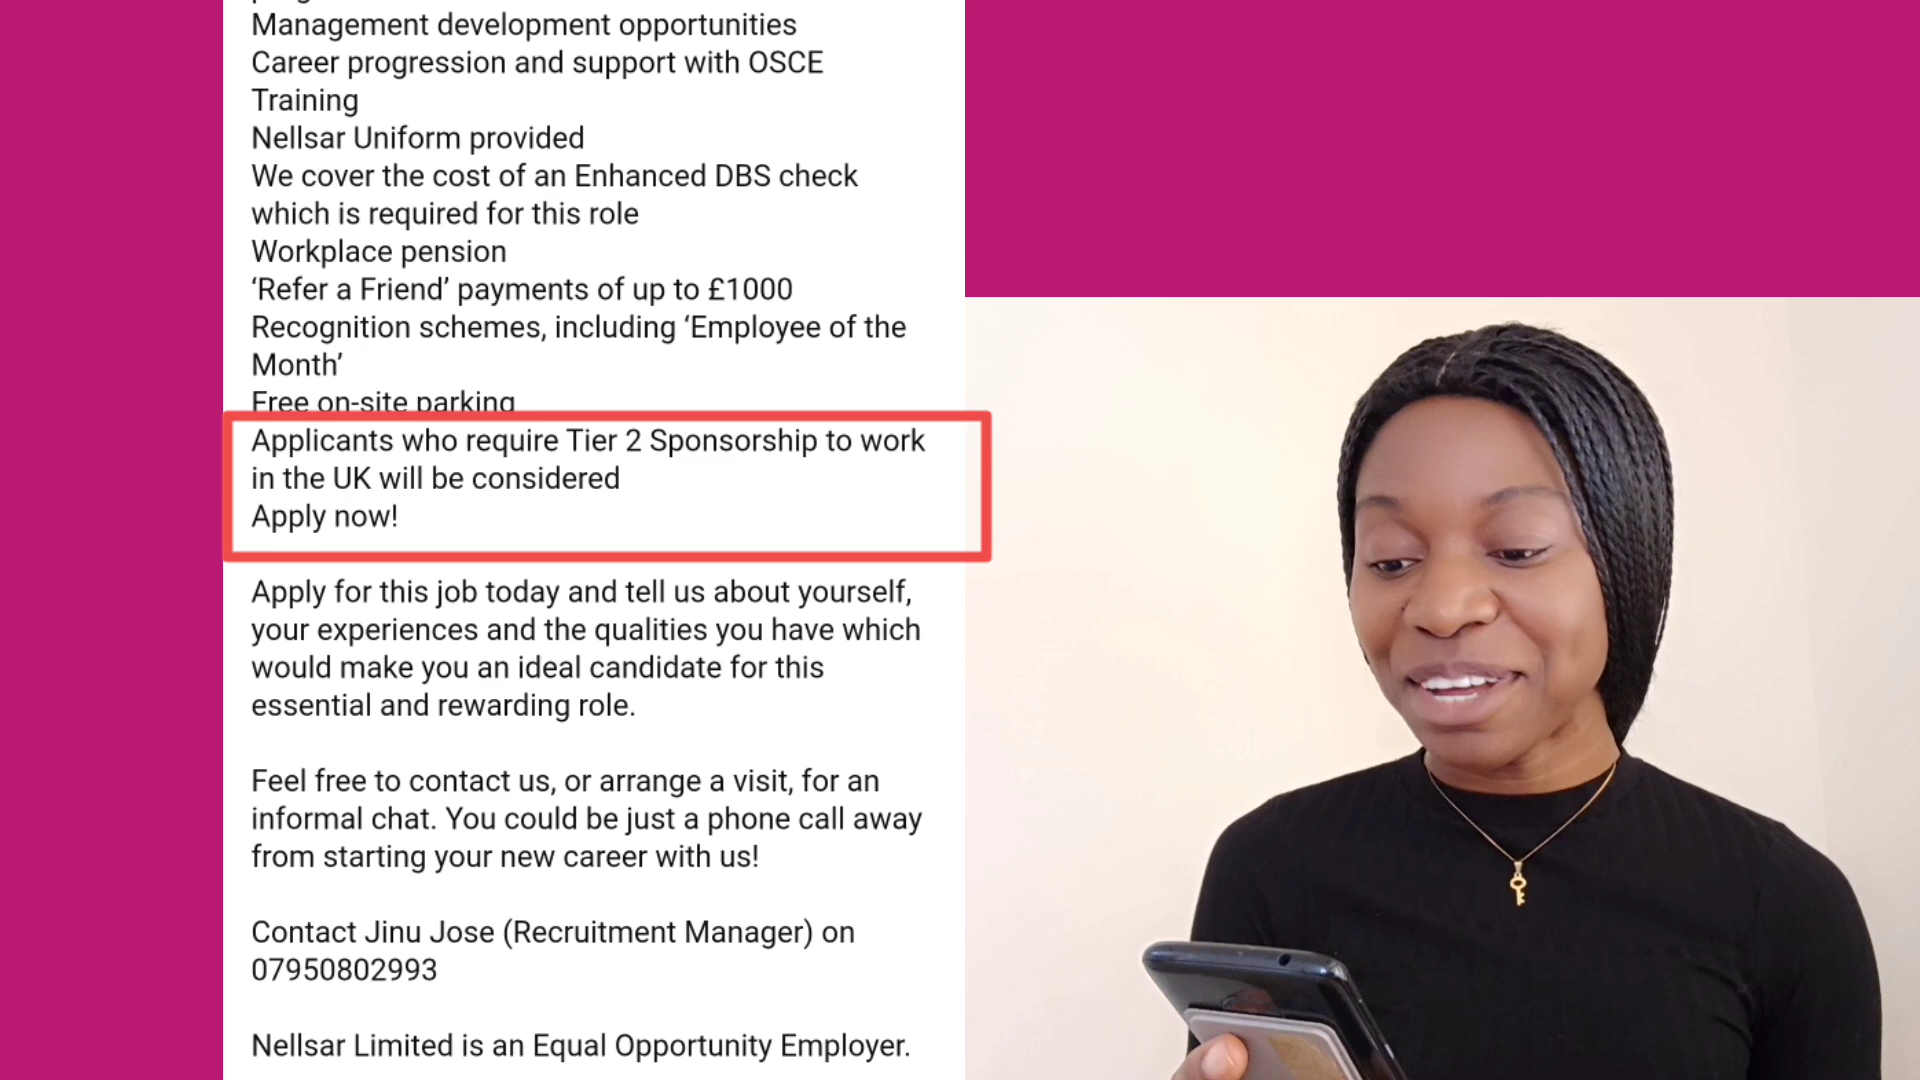 Management development opportunities
Career progression and support with OSCE
Training
Nellsar Uniform provided
We cover the cost of an Enhanced DBS check
which is required for this role
Workplace pension
‘Refer a Friend’ payments of up to £1000
Recognition schemes, including ‘Employee of the
Month’
Free on-site parking
Applicants who require Tier 2 Sponsorship to work
in the UK will be considered
Apply now!
Apply for this job today and tell us about yourself,
your experiences and the qualities you have which
would make you an ideal candidate for this
essential and rewarding role.
Feel free to contact us, or arrange a visit, for an
informal chat. You could be just a phone call away
from starting your new career with us!
Contact Jinu Jose (Recruitment Manager) on
07950802993
Nellsar Limited is an Equal Opportunity Employer.